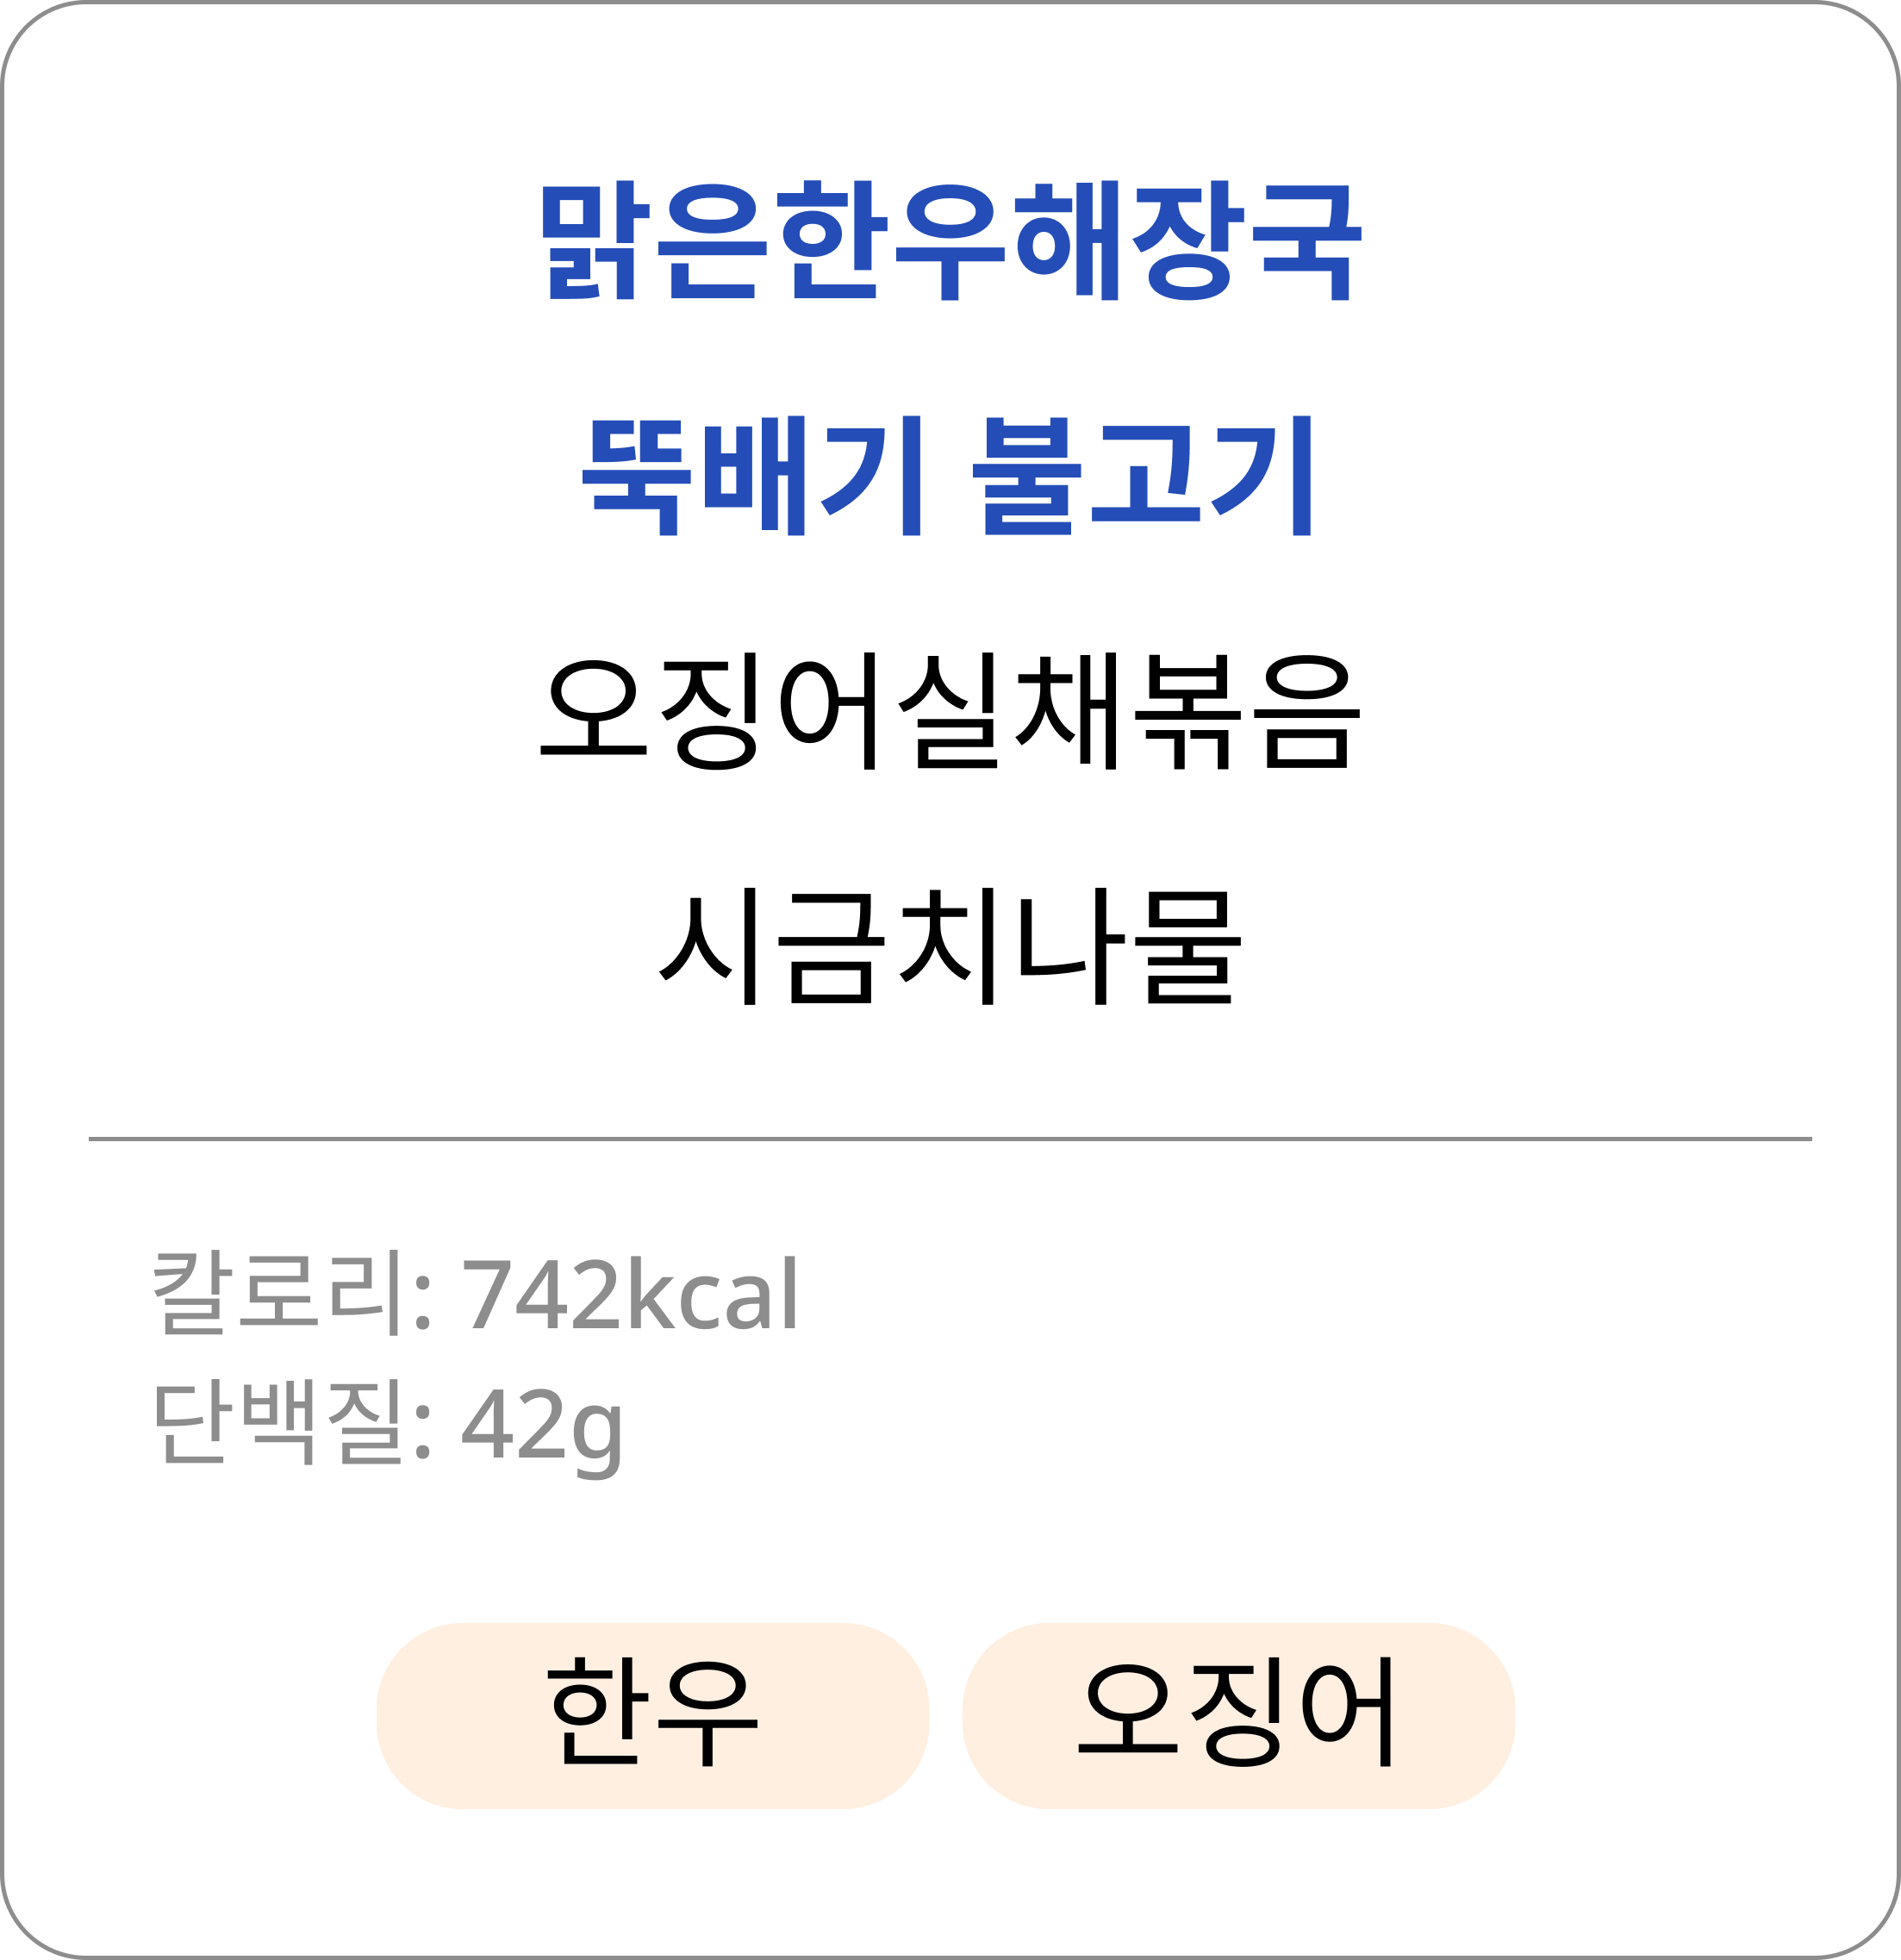 맑은한우해장국
뚝배기 불고기
오징어실채볶음
시금치나물
칼로리: 742kcal
단백질: 42g
한우
오징어